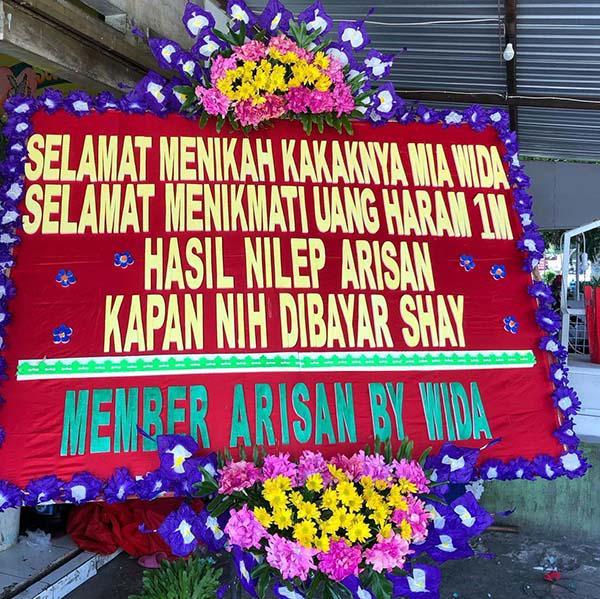 SELAMAT MENIKAH KAKAKNYA MIA WIDA
SELAMAT MENIKMATI UANG HARAM 1M
HASIL NILEP ARISAN
KAPAN NIH DIBAYAR SHAY
MEMBER ARISAN BY WIDA